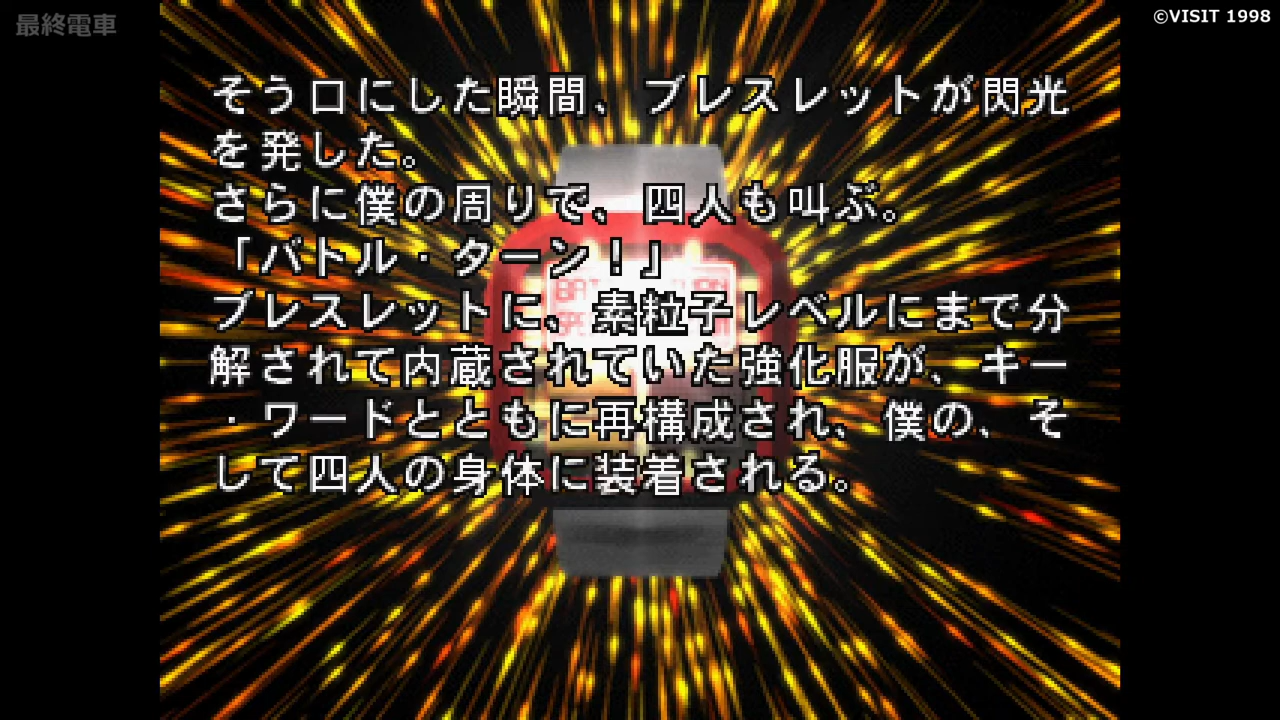 最終電車
©VISIT 1998
そう口にした瞬間、ブレスレットが閃光
を発した。
さらに僕の周りで、四人も叫ぶ。
「バトル・ターン！」
ブレスレットに、素粒子レベルにまで分
解されて内蔵されていた強化服が、キー
・ワードとともに再構成され、僕の、そ
して四人の身体に装着される。